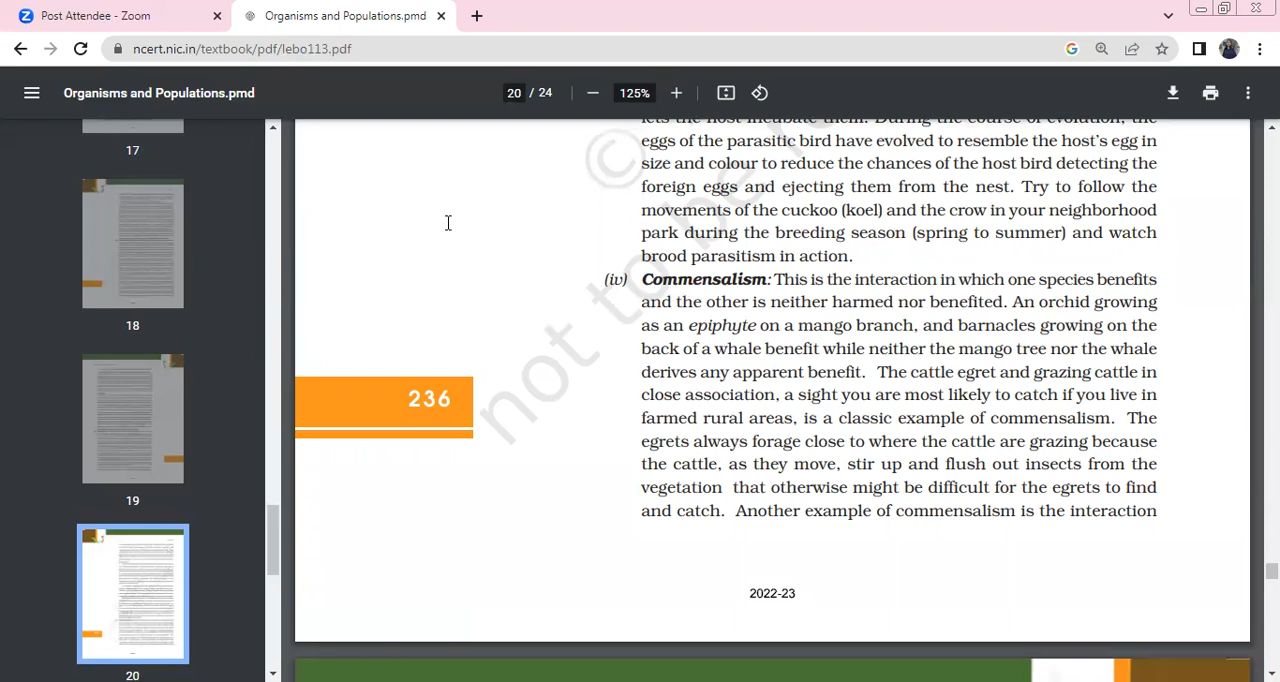 Post Attendee - Zoom
Organisms and Populations.pmd
ncert.nic.in/textbook/pdf/lebo113.pdf
Organisms and Populations.pmd
20 / 24
125%
17
18
19
20
lets the host incubate them. During the course of evolution, the
eggs of the parasitic bird have evolved to resemble the host's egg in
size and colour to reduce the chances of the host bird detecting the
foreign eggs and ejecting them from the nest. Try to follow the
movements of the cuckoo (koel) and the crow in your neighborhood
park during the breeding season (spring to summer) and watch
brood parasitism in action.
(iv) Commensalism: This is the interaction in which one species benefits
and the other is neither harmed nor benefited. An orchid growing
as an epiphyte on a mango branch, and barnacles growing on the
back of a whale benefit while neither the mango tree nor the whale
derives any apparent benefit. The cattle egret and grazing cattle in
close association, a sight you are most likely to catch if you live in
farmed rural areas, is a classic example of commensalism. The
egrets always forage close to where the cattle are grazing because
the cattle, as they move, stir up and flush out insects from the
vegetation that otherwise might be difficult for the egrets to find
and catch. Another example of commensalism is the interaction
236
© not to be r
2022-23